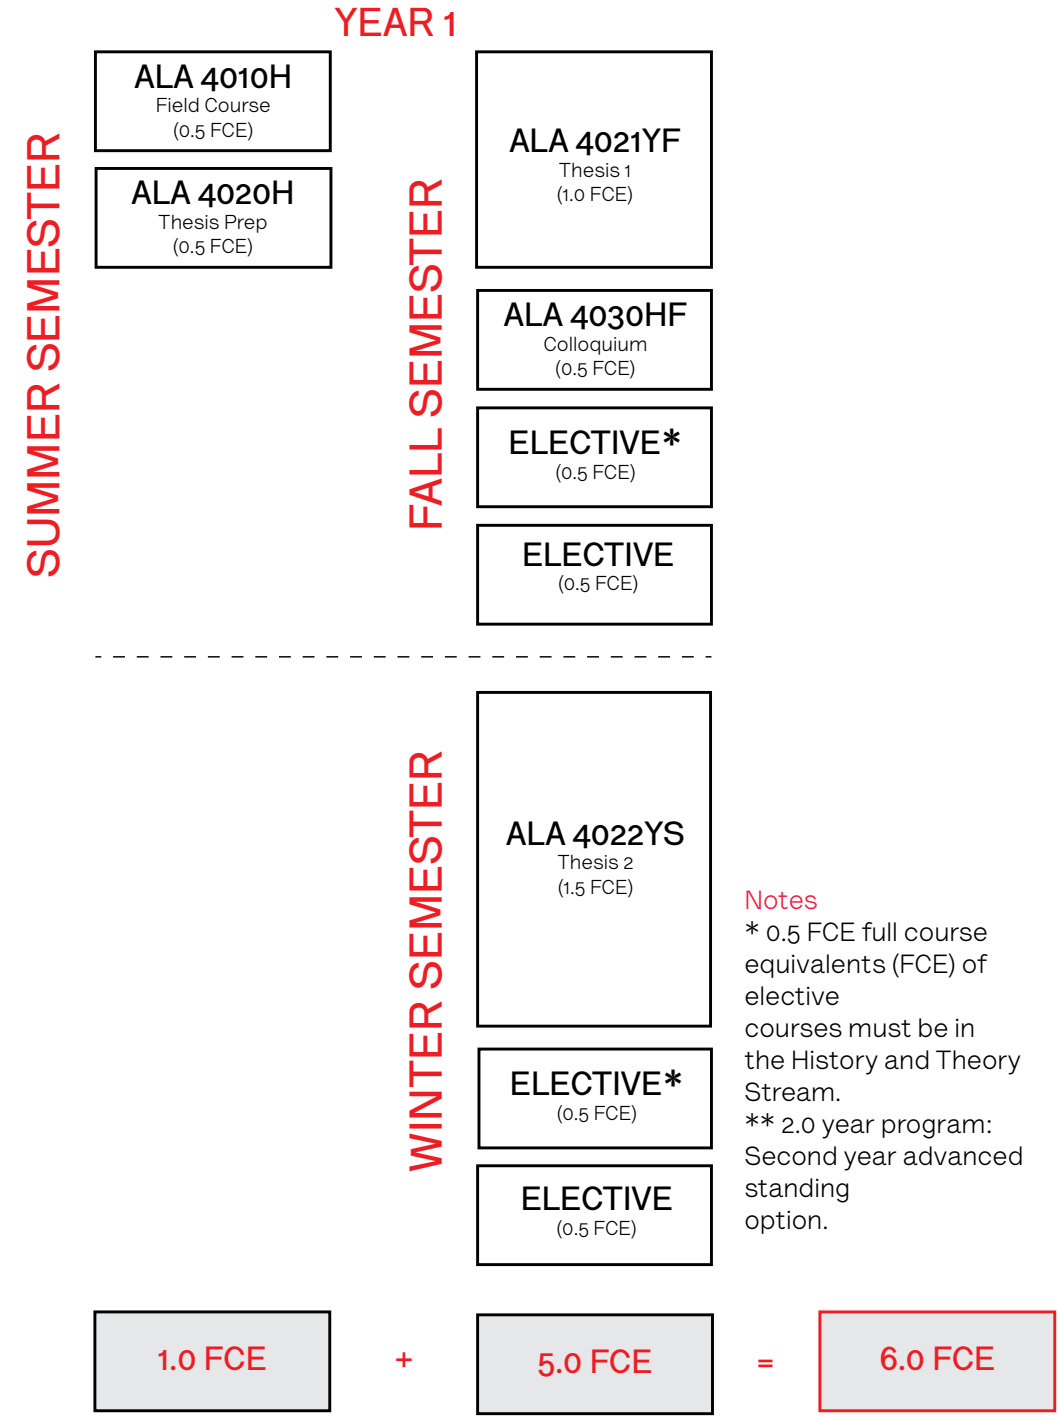 YEAR 1
SUMMER SEMESTER
ALA 4010H
Field Course
(0.5 FCE)
ALA 4020H
Thesis Prep
(0.5 FCE)
FALL SEMESTER
ALA 4021YF
Thesis 1
(1.0 FCE)
ALA 4030HF
Colloquium
(0.5 FCE)
ELECTIVE*
(0.5 FCE)
ELECTIVE
(0.5 FCE)
WINTER SEMESTER
ALA 4022YS
Thesis 2
(1.5 FCE)
ELECTIVE*
(0.5 FCE)
ELECTIVE
(0.5 FCE)
Notes
* 0.5 FCE full course
equivalents (FCE) of
elective
courses must be in
the History and Theory
Stream.
** 2.0 year program:
Second year advanced
standing
option.
1.0 FCE + 5.0 FCE = 6.0 FCE